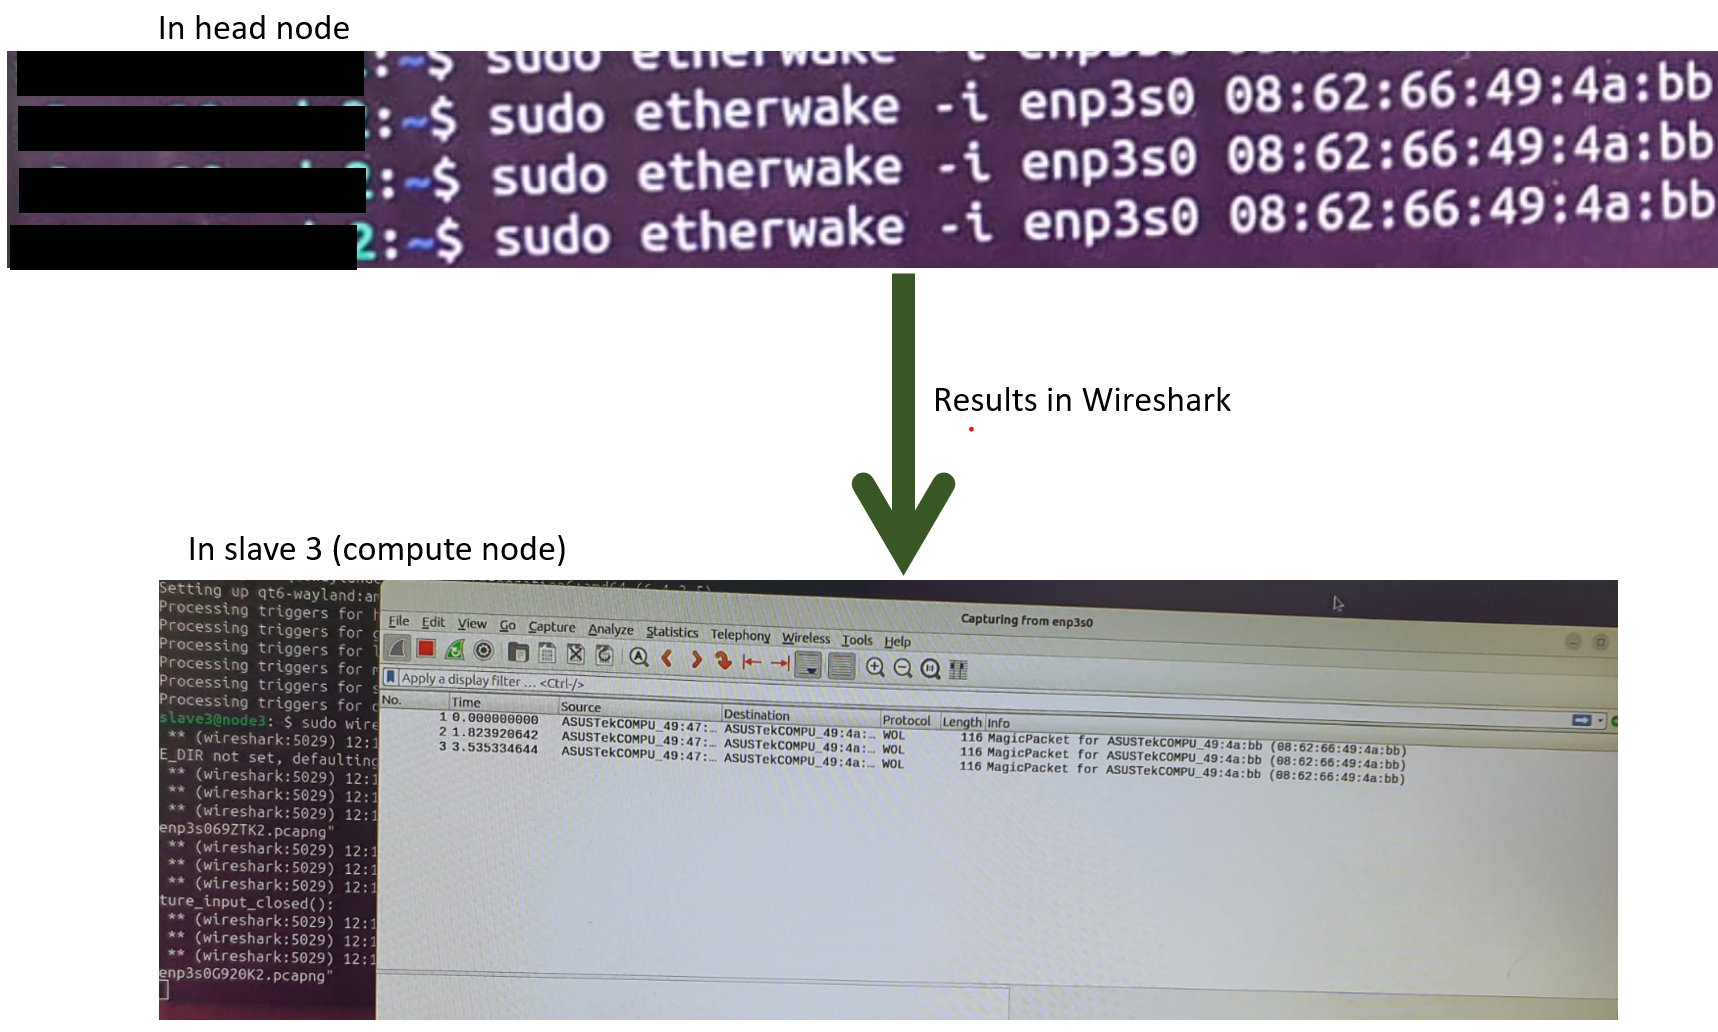 In head node
:~$ sudo etherwake -i enp3s0
:~$ sudo etherwake -i enp3s0 08:62:66:49:4a:bb
2:~$ sudo etherwake -i enp3s0 08:62:66:49:4a:bb
2:~$ sudo etherwake -i enp3s0 08:62:66:49:4a:bb
Results in Wireshark
In slave 3 (compute node)
Setting up qt6-wayland:am
Processing triggers for
Processing triggers for
Processing triggers for
Processing triggers for
Processing triggers for
Processing triggers for
slave3@node3: $ sudo wire
** (wireshark:5029) 12:1
E_DIR not set, defaulting
** (wireshark:5029) 12:1
** (wireshark:5029) 12:1
** (wireshark:5029) 12:1
enp3s069ZTK2.pcapng"
** (wireshark:5029) 12:1
** (wireshark:5029) 12:1
** (wireshark:5029) 12:1
ture_input_closed():
** (wireshark:5029) 12:1
** (wireshark:5029) 12:1
** (wireshark:5029) 12:1
enp3s0G920K2.pcapng"
Capturing from enp3s0
File Edit View Go Capture Analyze Statistics Telephony Wireless Tools Help
Apply a display filter ... <Ctrl-/>
No. Time Source Destination Protocol Length Info
1 0.000000000 ASUSTekCOMPU_49:47:… ASUSTekCOMPU_49:4a:… WOL 116 MagicPacket for ASUSTekCOMPU_49:4a:bb (08:62:66:49:4a:bb)
2 1.823920642 ASUSTekCOMPU_49:47:… ASUSTekCOMPU_49:4a:… WOL 116 MagicPacket for ASUSTekCOMPU_49:4a:bb (08:62:66:49:4a:bb)
3 3.535334644 ASUSTekCOMPU_49:47:… ASUSTekCOMPU_49:4a:… WOL 116 MagicPacket for ASUSTekCOMPU_49:4a:bb (08:62:66:49:4a:bb)